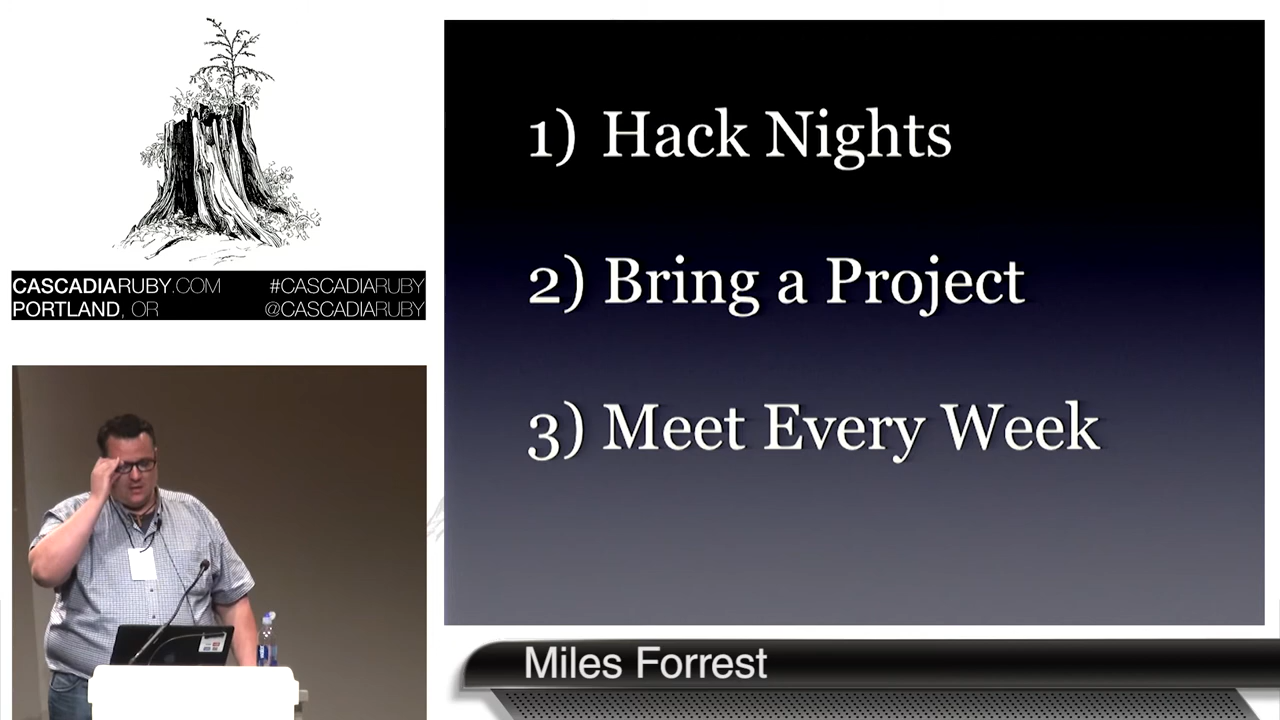 CASCADIARUBY.COM #CASCADIARUBY
PORTLAND, OR @CASCADIARUBY
1) Hack Nights
2) Bring a Project
3) Meet Every Week
Miles Forrest